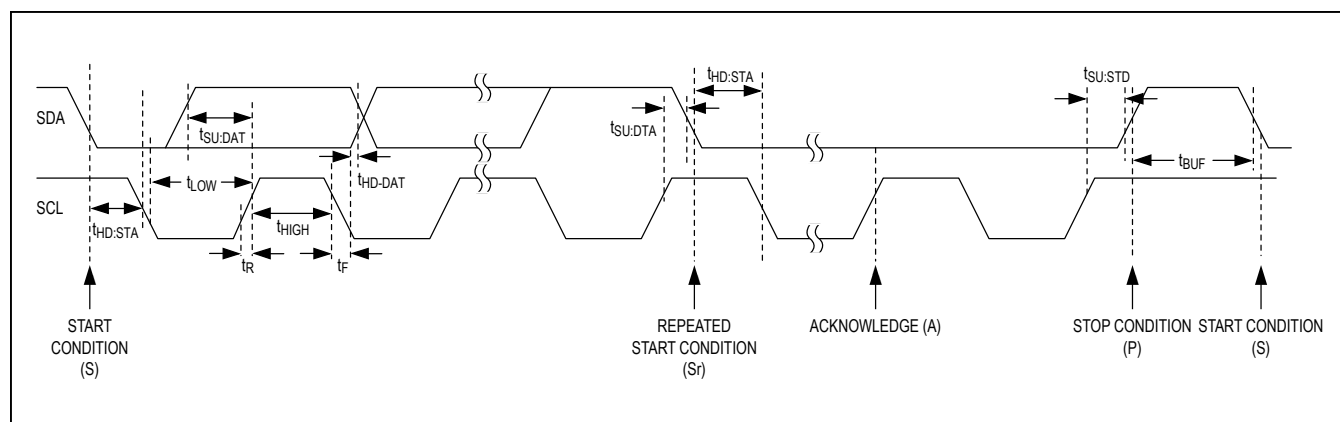 SDA
SCL
tHD:STA
tLOW
tSU:DAT
tR
tHIGH
tF
tHD-DAT
tSU:DTA
tHD:STA
tSU:STD
tBUF
START
CONDITION
(S)
REPEATED
START CONDITION
(Sr)
ACKNOWLEDGE (A)
STOP CONDITION
(P)
START CONDITION
(S)